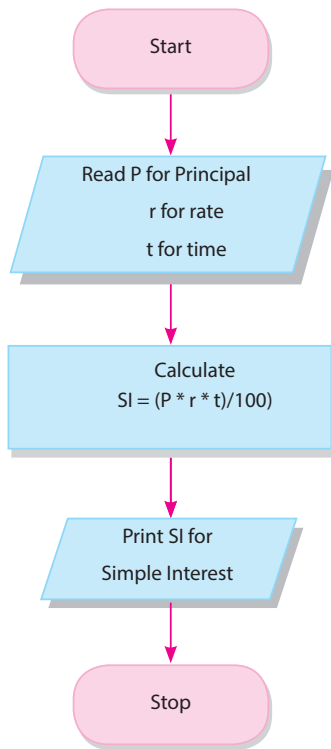 Start
Read P for Principal
r for rate
t for time
Calculate
SI = (P * r * t)/100)
Print SI for
Simple Interest
Stop